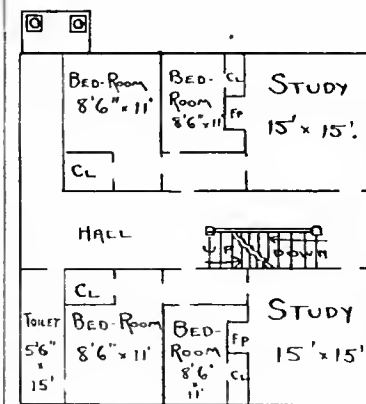 BED-ROOM
8'6" x 11'
CL
BED-
ROOM
8'6" x 11'
CL
FP
STUDY
15' x 15'.
HALL
UP
DOWN
CL
TOILET
5'6"
x
15'
BED-ROOM
8'6" x 11'
BED-
ROOM
8'6"
x
11'
FP
CL
STUDY
15' x 15'